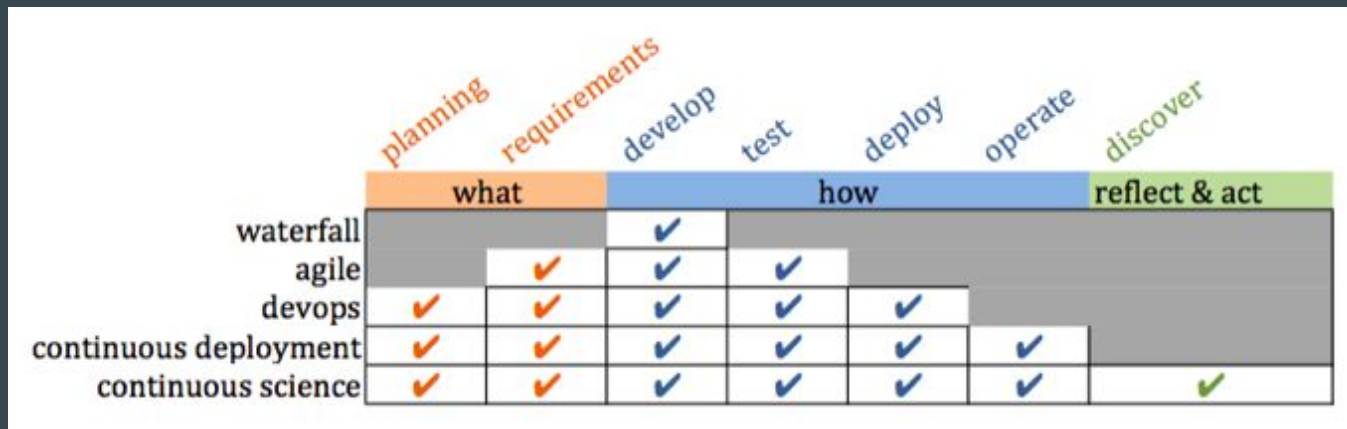 planning requirements develop test deploy operate discover
what how reflect & act
waterfall ✔
agile ✔ ✔ ✔
devops ✔ ✔ ✔ ✔ ✔
continuous deployment ✔ ✔ ✔ ✔ ✔ ✔
continuous science ✔ ✔ ✔ ✔ ✔ ✔ ✔